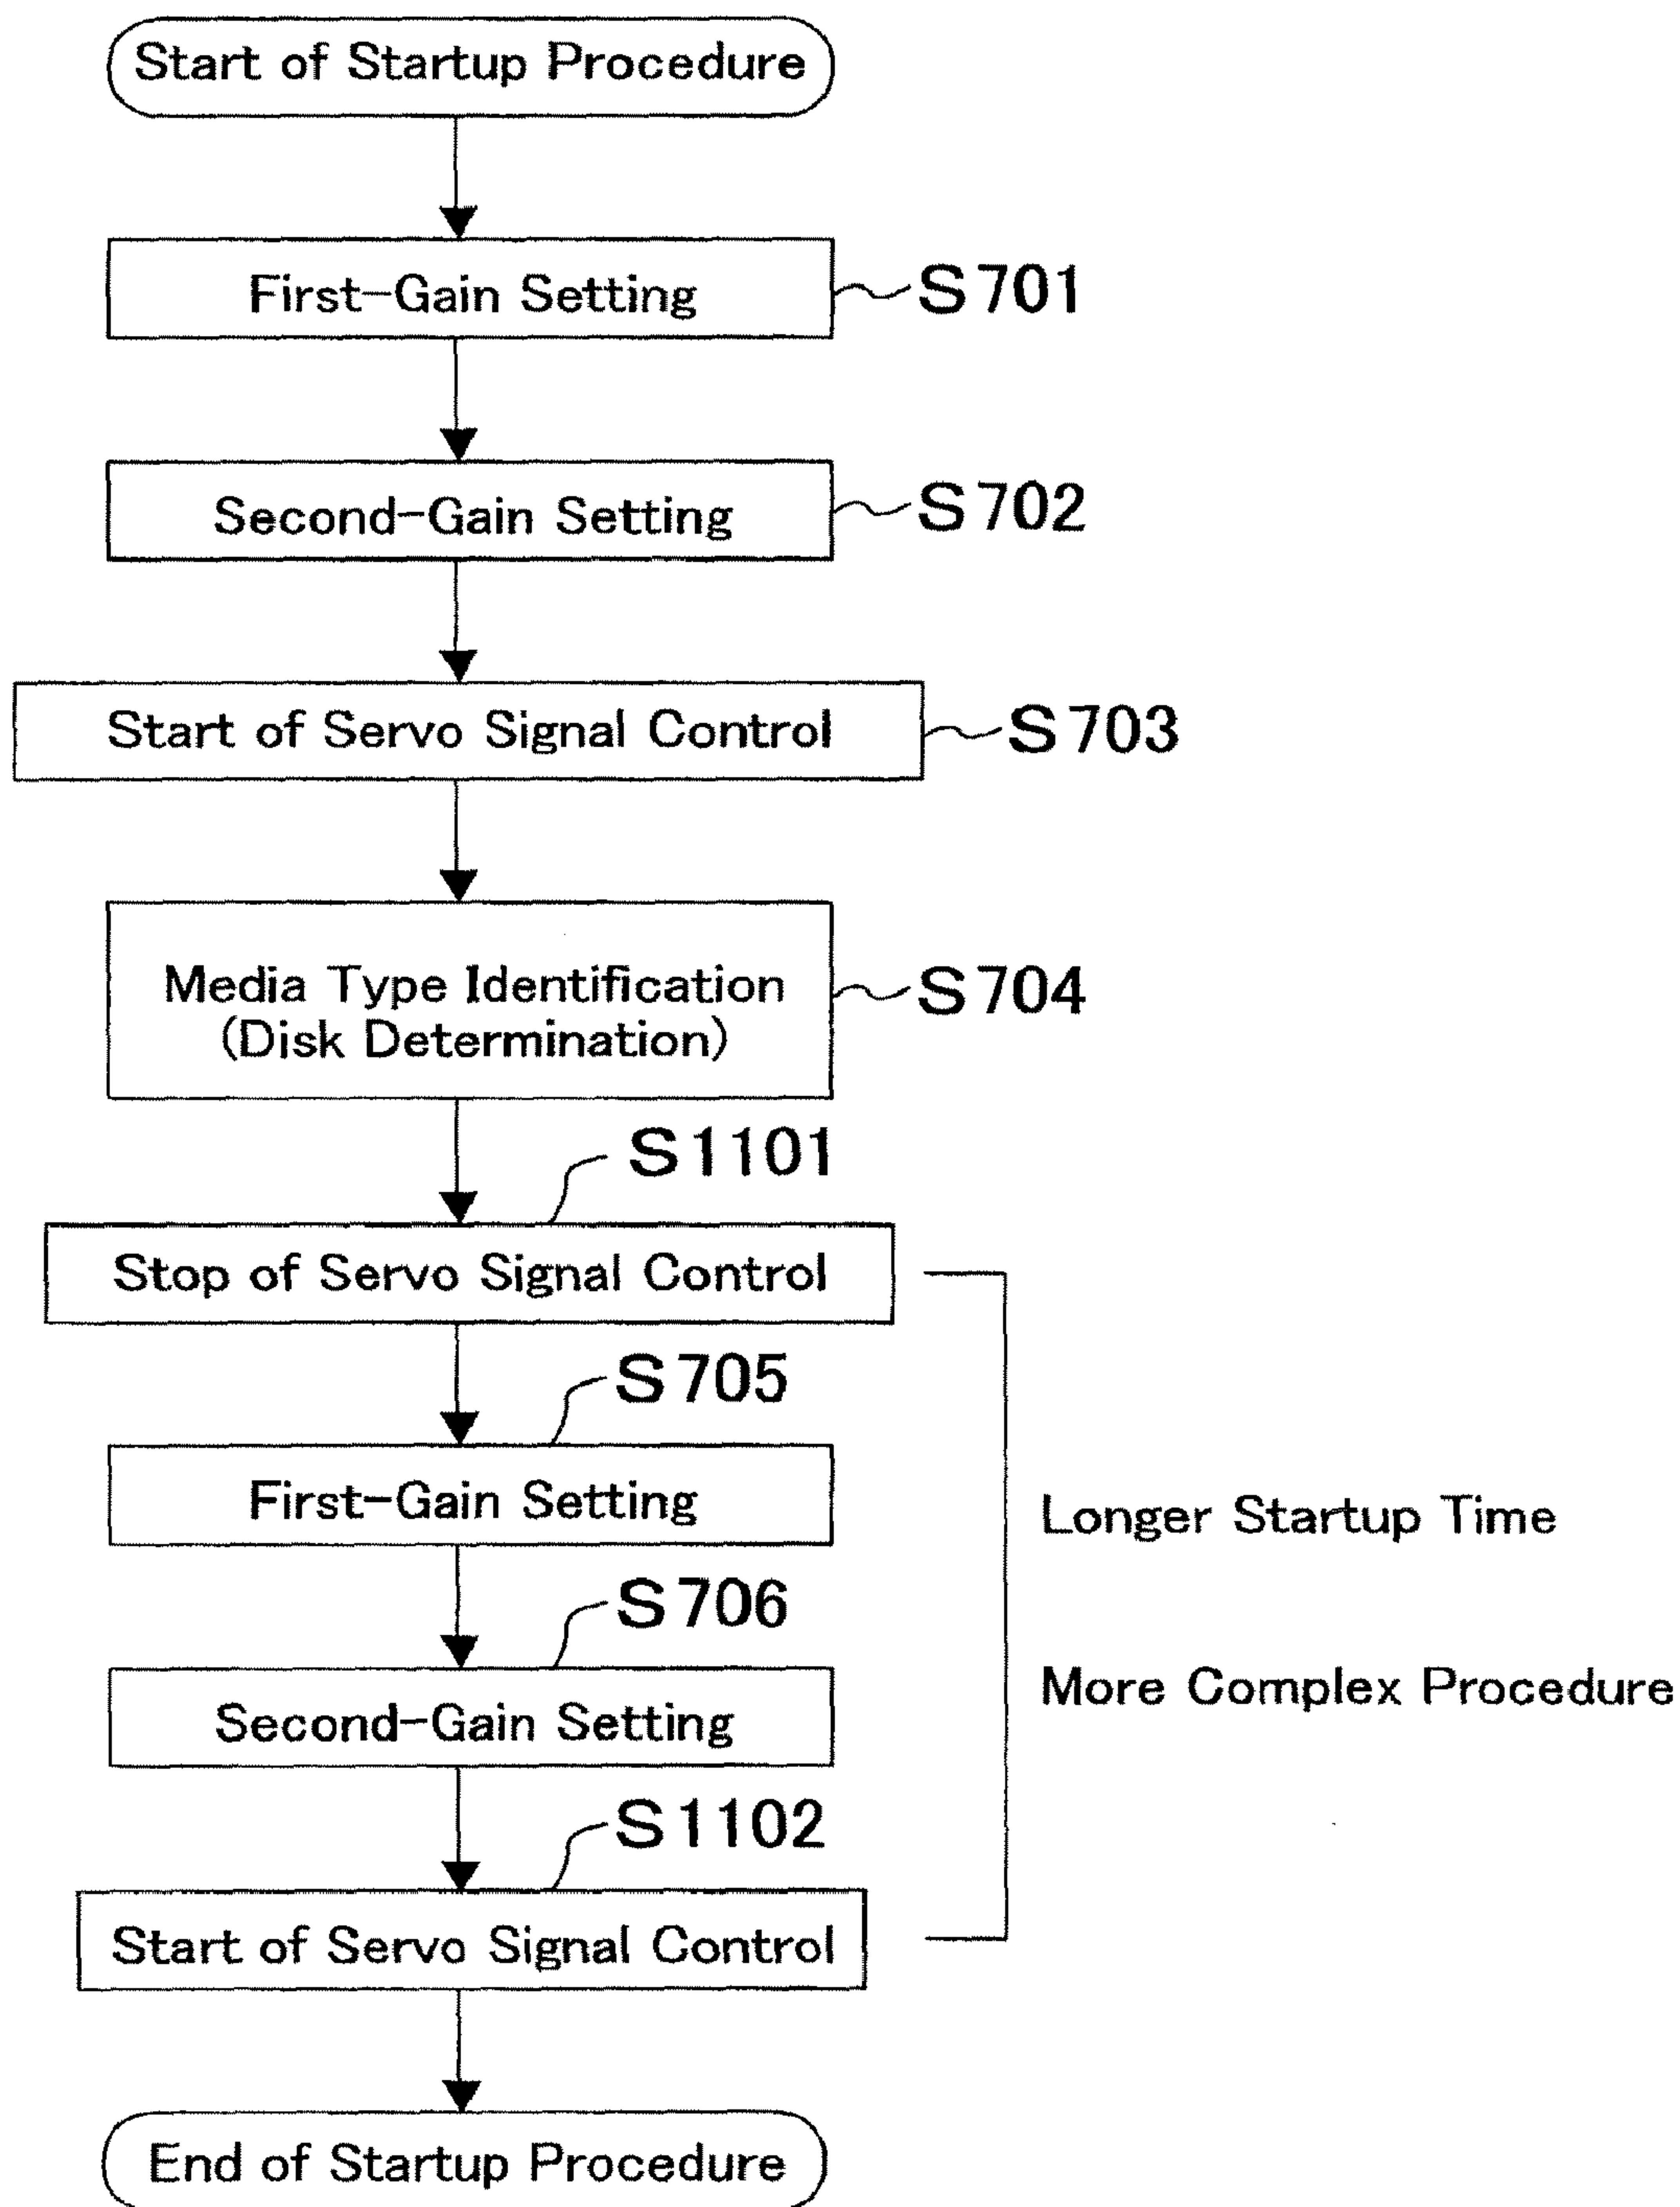 Start of Startup Procedure
First-Gain Setting
S701
Second-Gain Setting
S702
Start of Servo Signal Control
S703
Media Type Identification
(Disk Determination)
S704
S1101
Stop of Servo Signal Control
S705
First-Gain Setting
Longer Startup Time
S706
More Complex Procedure
Second-Gain Setting
S1102
Start of Servo Signal Control
End of Startup Procedure